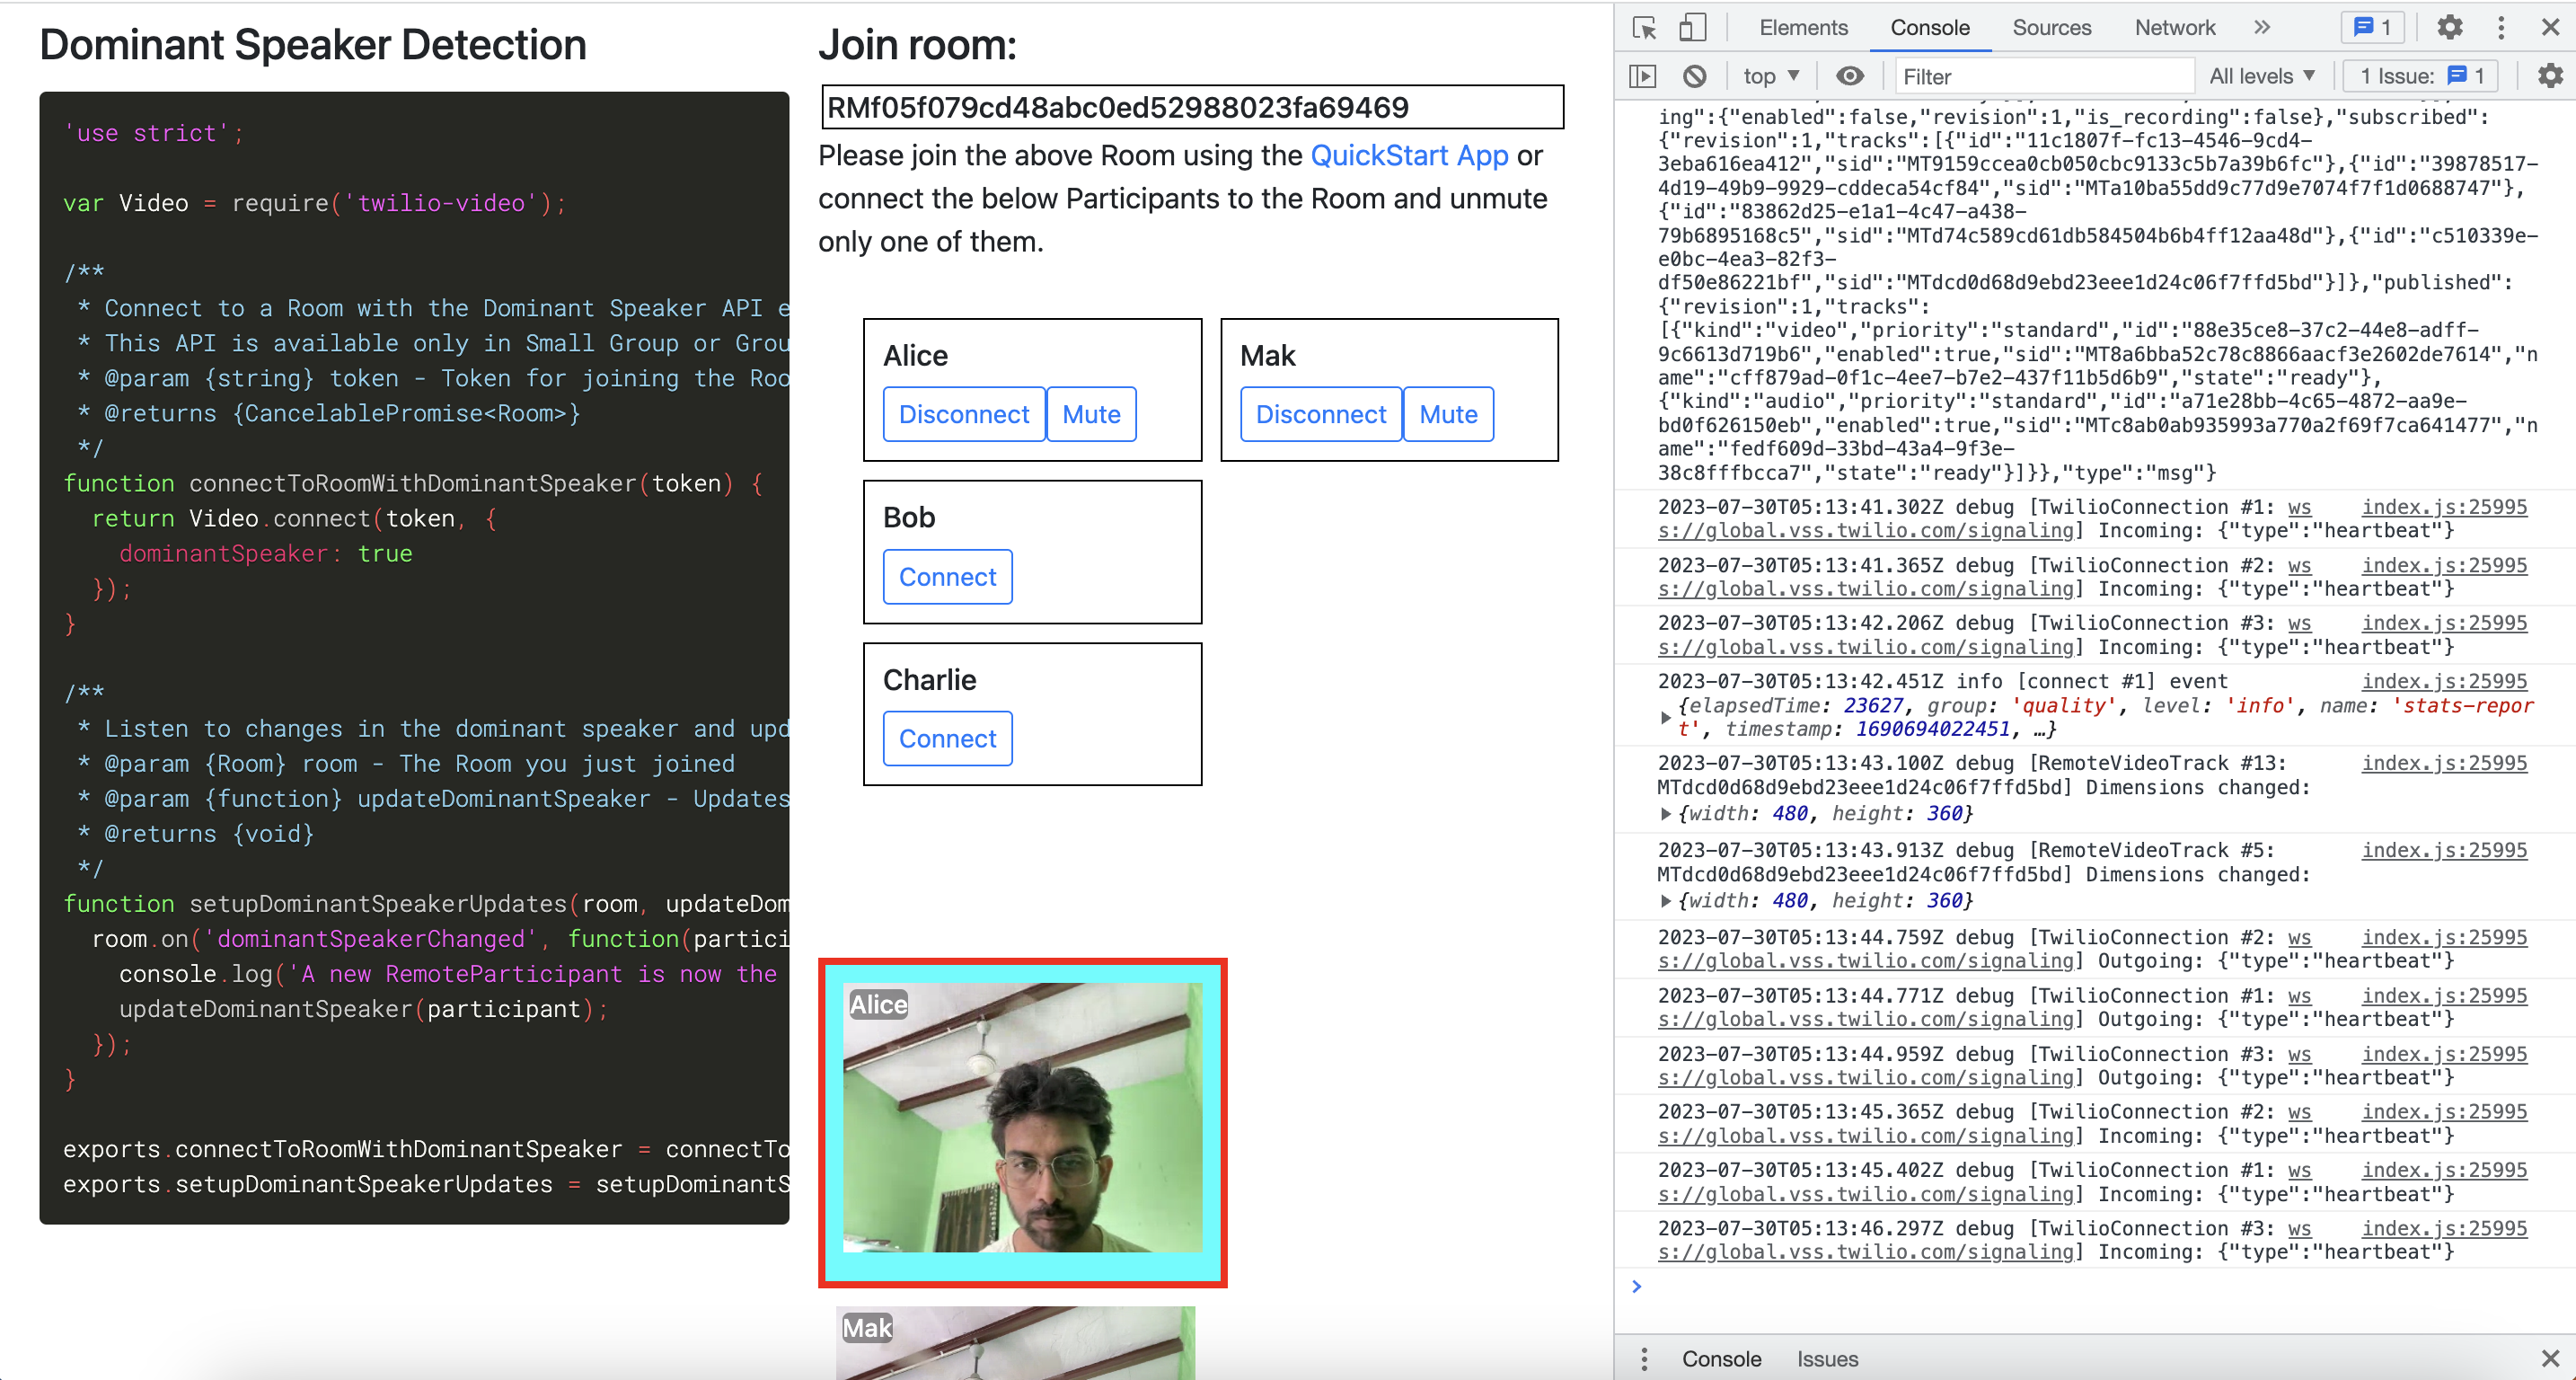 Dominant Speaker Detection
'use strict';
var Video = require('twilio-video');
/**
* Connect to a Room with the Dominant Speaker API e
* This API is available only in Small Group or Grou
* @param {string} token - Token for joining the Roo
* @returns {CancelablePromise<Room>}
*/
function connectToRoomWithDominantSpeaker(token) {
return Video.connect(token, {
dominantSpeaker: true
});
}
/**
* Listen to changes in the dominant speaker and upd
* @param {Room} room - The Room you just joined
* @param {function} updateDominantSpeaker - Updates
* @returns {void}
*/
function setupDominantSpeakerUpdates(room, updateDom
room.on('dominantSpeakerChanged', function(partici
console.log('A new RemoteParticipant is now the
updateDominantSpeaker(participant);
});
}
exports.connectToRoomWithDominantSpeaker = connectTo
exports.setupDominantSpeakerUpdates = setupDominantS
Join room:
RMf05f079cd48abc0ed52988023fa69469
Please join the above Room using the QuickStart App or
connect the below Participants to the Room and unmute
only one of them.
Alice
Disconnect Mute
Mak
Disconnect Mute
Bob
Connect
Charlie
Connect
Alice
Mak
Elements Console Sources Network 1
top Filter All levels 1 Issue: 1
ing":{"enabled":false,"revision":1,"is_recording":false},"subscribed":
{"revision":1,"tracks":[{"id":"11c1807f-fc13-4546-9cd4-
3eba616ea412","sid":"MT9159ccea0cb050cbc9133c5b7a39b6fc"},{"id":"39878517-
4d19-49b9-9929-cddeca54cf84","sid":"MTa10ba55dd9c77d9e7074f7f1d0688747"},
{"id":"83862d25-e1a1-4c47-a438-
79b6895168c5","sid":"MTd74c589cd61db584504b6b4ff12aa48d"},{"id":"c510339e-
e0bc-4ea3-82f3-
df50e86221bf","sid":"MTdcd0d68d9ebd23eee1d24c06f7ffd5bd"}]},"published":
{"revision":1,"tracks":
[{"kind":"video","priority":"standard","id":"88e35ce8-37c2-44e8-adff-
9c6613d719b6","enabled":true,"sid":"MT8a6bba52c78c8866aacf3e2602de7614","n
ame":"cff879ad-0f1c-4ee7-b7e2-437f11b5d6b9","state":"ready"},
{"kind":"audio","priority":"standard","id":"a71e28bb-4c65-4872-aa9e-
bd0f626150eb","enabled":true,"sid":"MTc8ab0ab935993a770a2f69f7ca641477","n
ame":"fedf609d-33bd-43a4-9f3e-
38c8fffbcca7","state":"ready"}]}},"type":"msg"}
2023-07-30T05:13:41.302Z debug [TwilioConnection #1: ws index.js:25995
s://global.vss.twilio.com/signaling] Incoming: {"type":"heartbeat"}
2023-07-30T05:13:41.365Z debug [TwilioConnection #2: ws index.js:25995
s://global.vss.twilio.com/signaling] Incoming: {"type":"heartbeat"}
2023-07-30T05:13:42.206Z debug [TwilioConnection #3: ws index.js:25995
s://global.vss.twilio.com/signaling] Incoming: {"type":"heartbeat"}
2023-07-30T05:13:42.451Z info [connect #1] event index.js:25995
{elapsedTime: 23627, group: 'quality', level: 'info', name: 'stats-repor
t', timestamp: 1690694022451, …}
2023-07-30T05:13:43.100Z debug [RemoteVideoTrack #13: index.js:25995
MTdcd0d68d9ebd23eee1d24c06f7ffd5bd] Dimensions changed:
{width: 480, height: 360}
2023-07-30T05:13:43.913Z debug [RemoteVideoTrack #5: index.js:25995
MTdcd0d68d9ebd23eee1d24c06f7ffd5bd] Dimensions changed:
{width: 480, height: 360}
2023-07-30T05:13:44.759Z debug [TwilioConnection #2: ws index.js:25995
s://global.vss.twilio.com/signaling] Outgoing: {"type":"heartbeat"}
2023-07-30T05:13:44.771Z debug [TwilioConnection #1: ws index.js:25995
s://global.vss.twilio.com/signaling] Outgoing: {"type":"heartbeat"}
2023-07-30T05:13:44.959Z debug [TwilioConnection #3: ws index.js:25995
s://global.vss.twilio.com/signaling] Outgoing: {"type":"heartbeat"}
2023-07-30T05:13:45.365Z debug [TwilioConnection #2: ws index.js:25995
s://global.vss.twilio.com/signaling] Incoming: {"type":"heartbeat"}
2023-07-30T05:13:45.402Z debug [TwilioConnection #1: ws index.js:25995
s://global.vss.twilio.com/signaling] Incoming: {"type":"heartbeat"}
2023-07-30T05:13:46.297Z debug [TwilioConnection #3: ws index.js:25995
s://global.vss.twilio.com/signaling] Incoming: {"type":"heartbeat"}
Console Issues